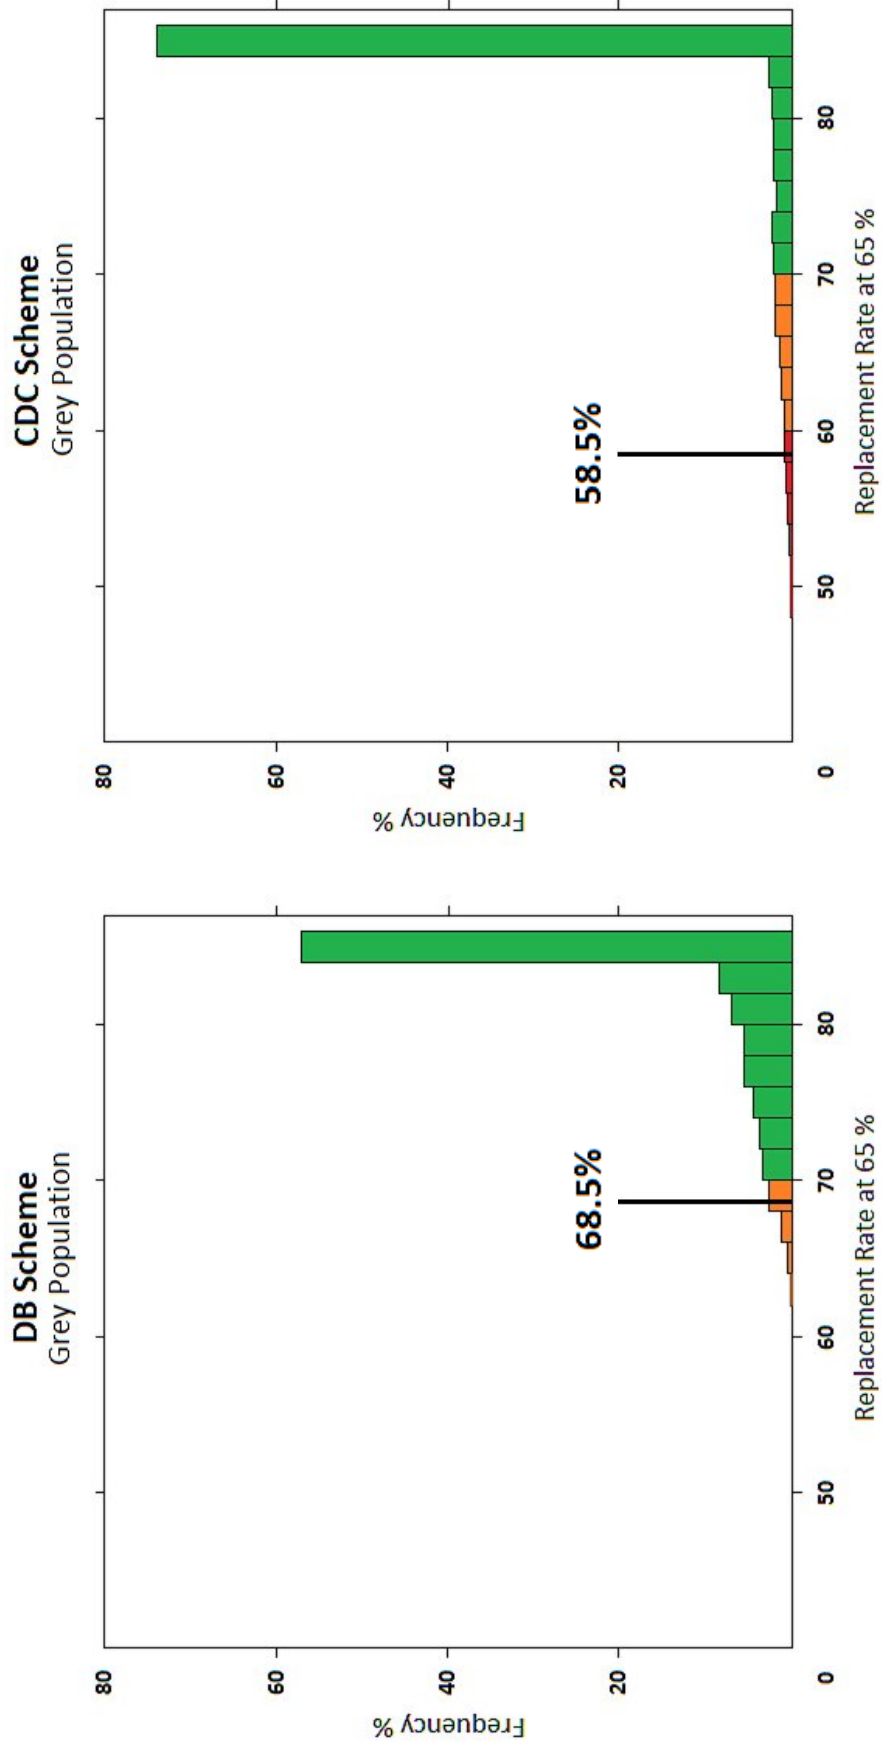 DB Scheme
Grey Population
80
60
40
20
0
Frequency %
68.5%
50
60
70
80
Replacement Rate at 65 %
CDC Scheme
Grey Population
80
60
40
20
0
Frequency %
58.5%
50
60
70
80
Replacement Rate at 65 %